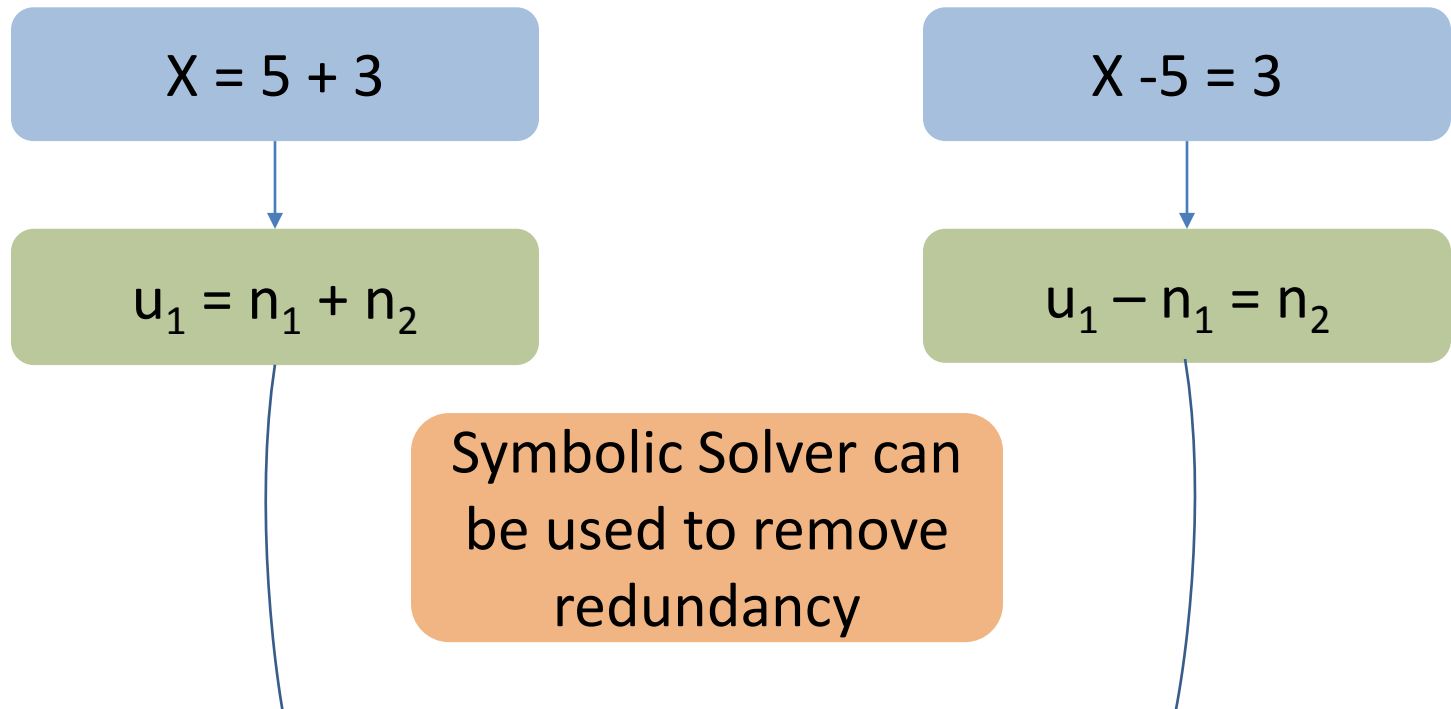 X = 5 + 3
X -5 = 3
u₁ = n₁ + n₂
u₁ – n₁ = n₂
Symbolic Solver can
be used to remove
redundancy